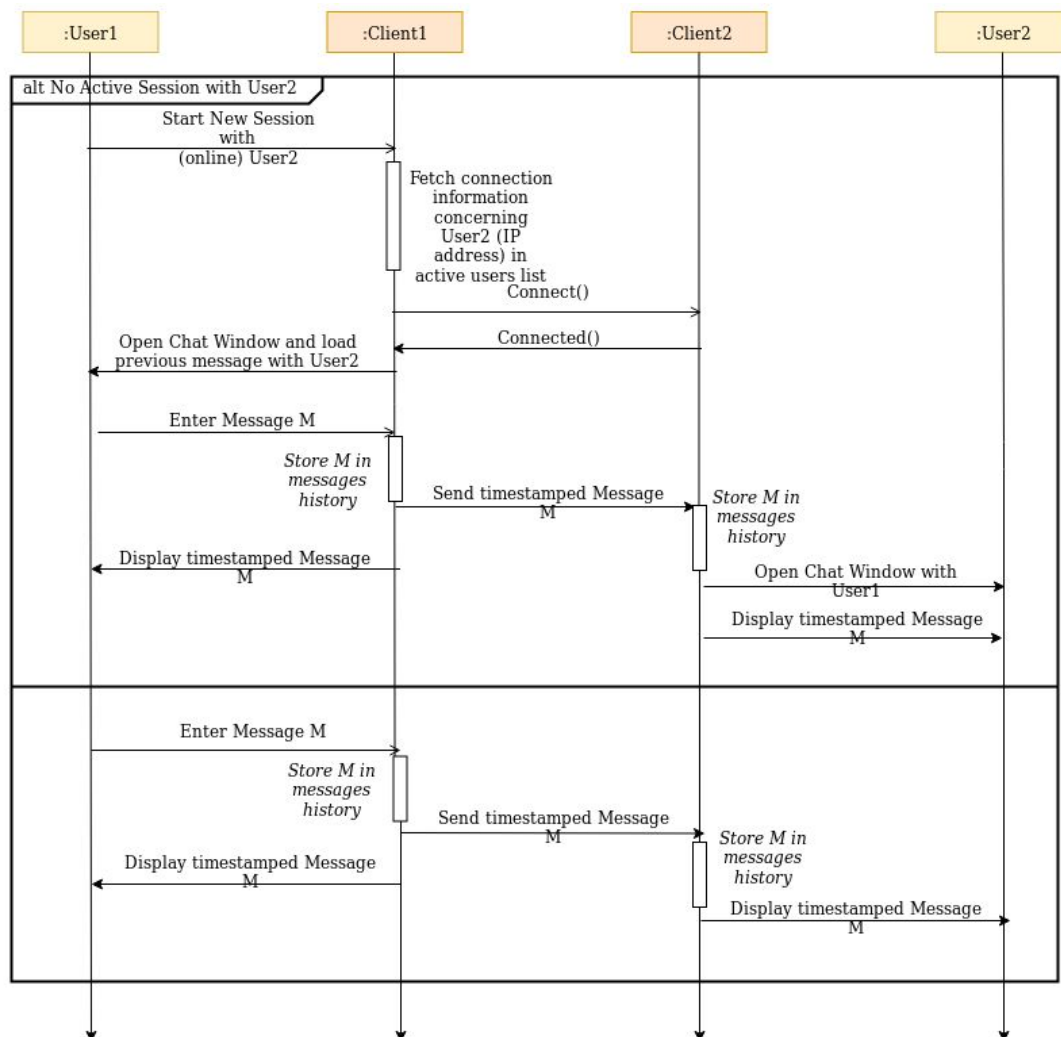 :User1
:Client1
:Client2
:User2
alt No Active Session with User2
Start New Session
with
(online) User2
Fetch connection
information
concerning
User2 (IP
address) in
active users list
Connect()
Connected()
Open Chat Window and load
previous message with User2
Enter Message M
Store M in
messages
history
Send timestamped Message
M
Store M in
messages
history
Display timestamped Message
M
Open Chat Window with
User1
Display timestamped Message
M
Enter Message M
Store M in
messages
history
Send timestamped Message
M
Store M in
messages
history
Display timestamped Message
M
Display timestamped Message
M